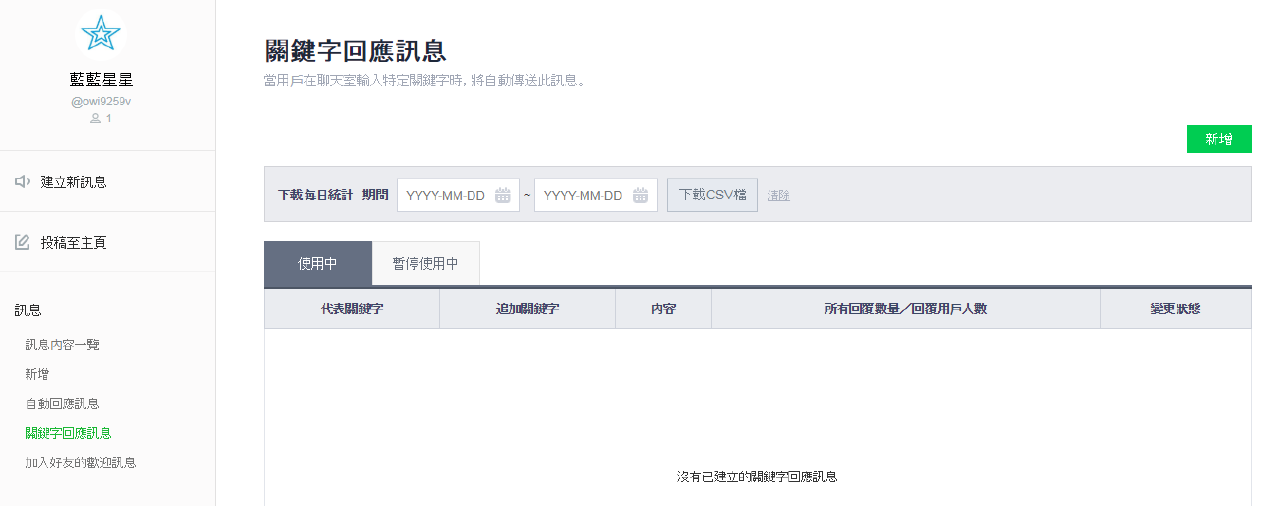 藍藍星星
@owi9259v
1
建立新訊息
投稿至主頁
訊息
訊息內容一覽
新增
自動回應訊息
關鍵字回應訊息
加入好友的歡迎訊息
關鍵字回應訊息
當用戶在聊天室輸入特定關鍵字時, 將自動傳送此訊息。
新增
下載每日統計 期間 YYYY-MM-DD ~ YYYY-MM-DD 下載CSV檔 清除
使用中 暫停使用中
代表關鍵字 追加關鍵字 內容 所有回覆數量／回覆用戶人數 變更狀態
沒有已建立的關鍵字回應訊息